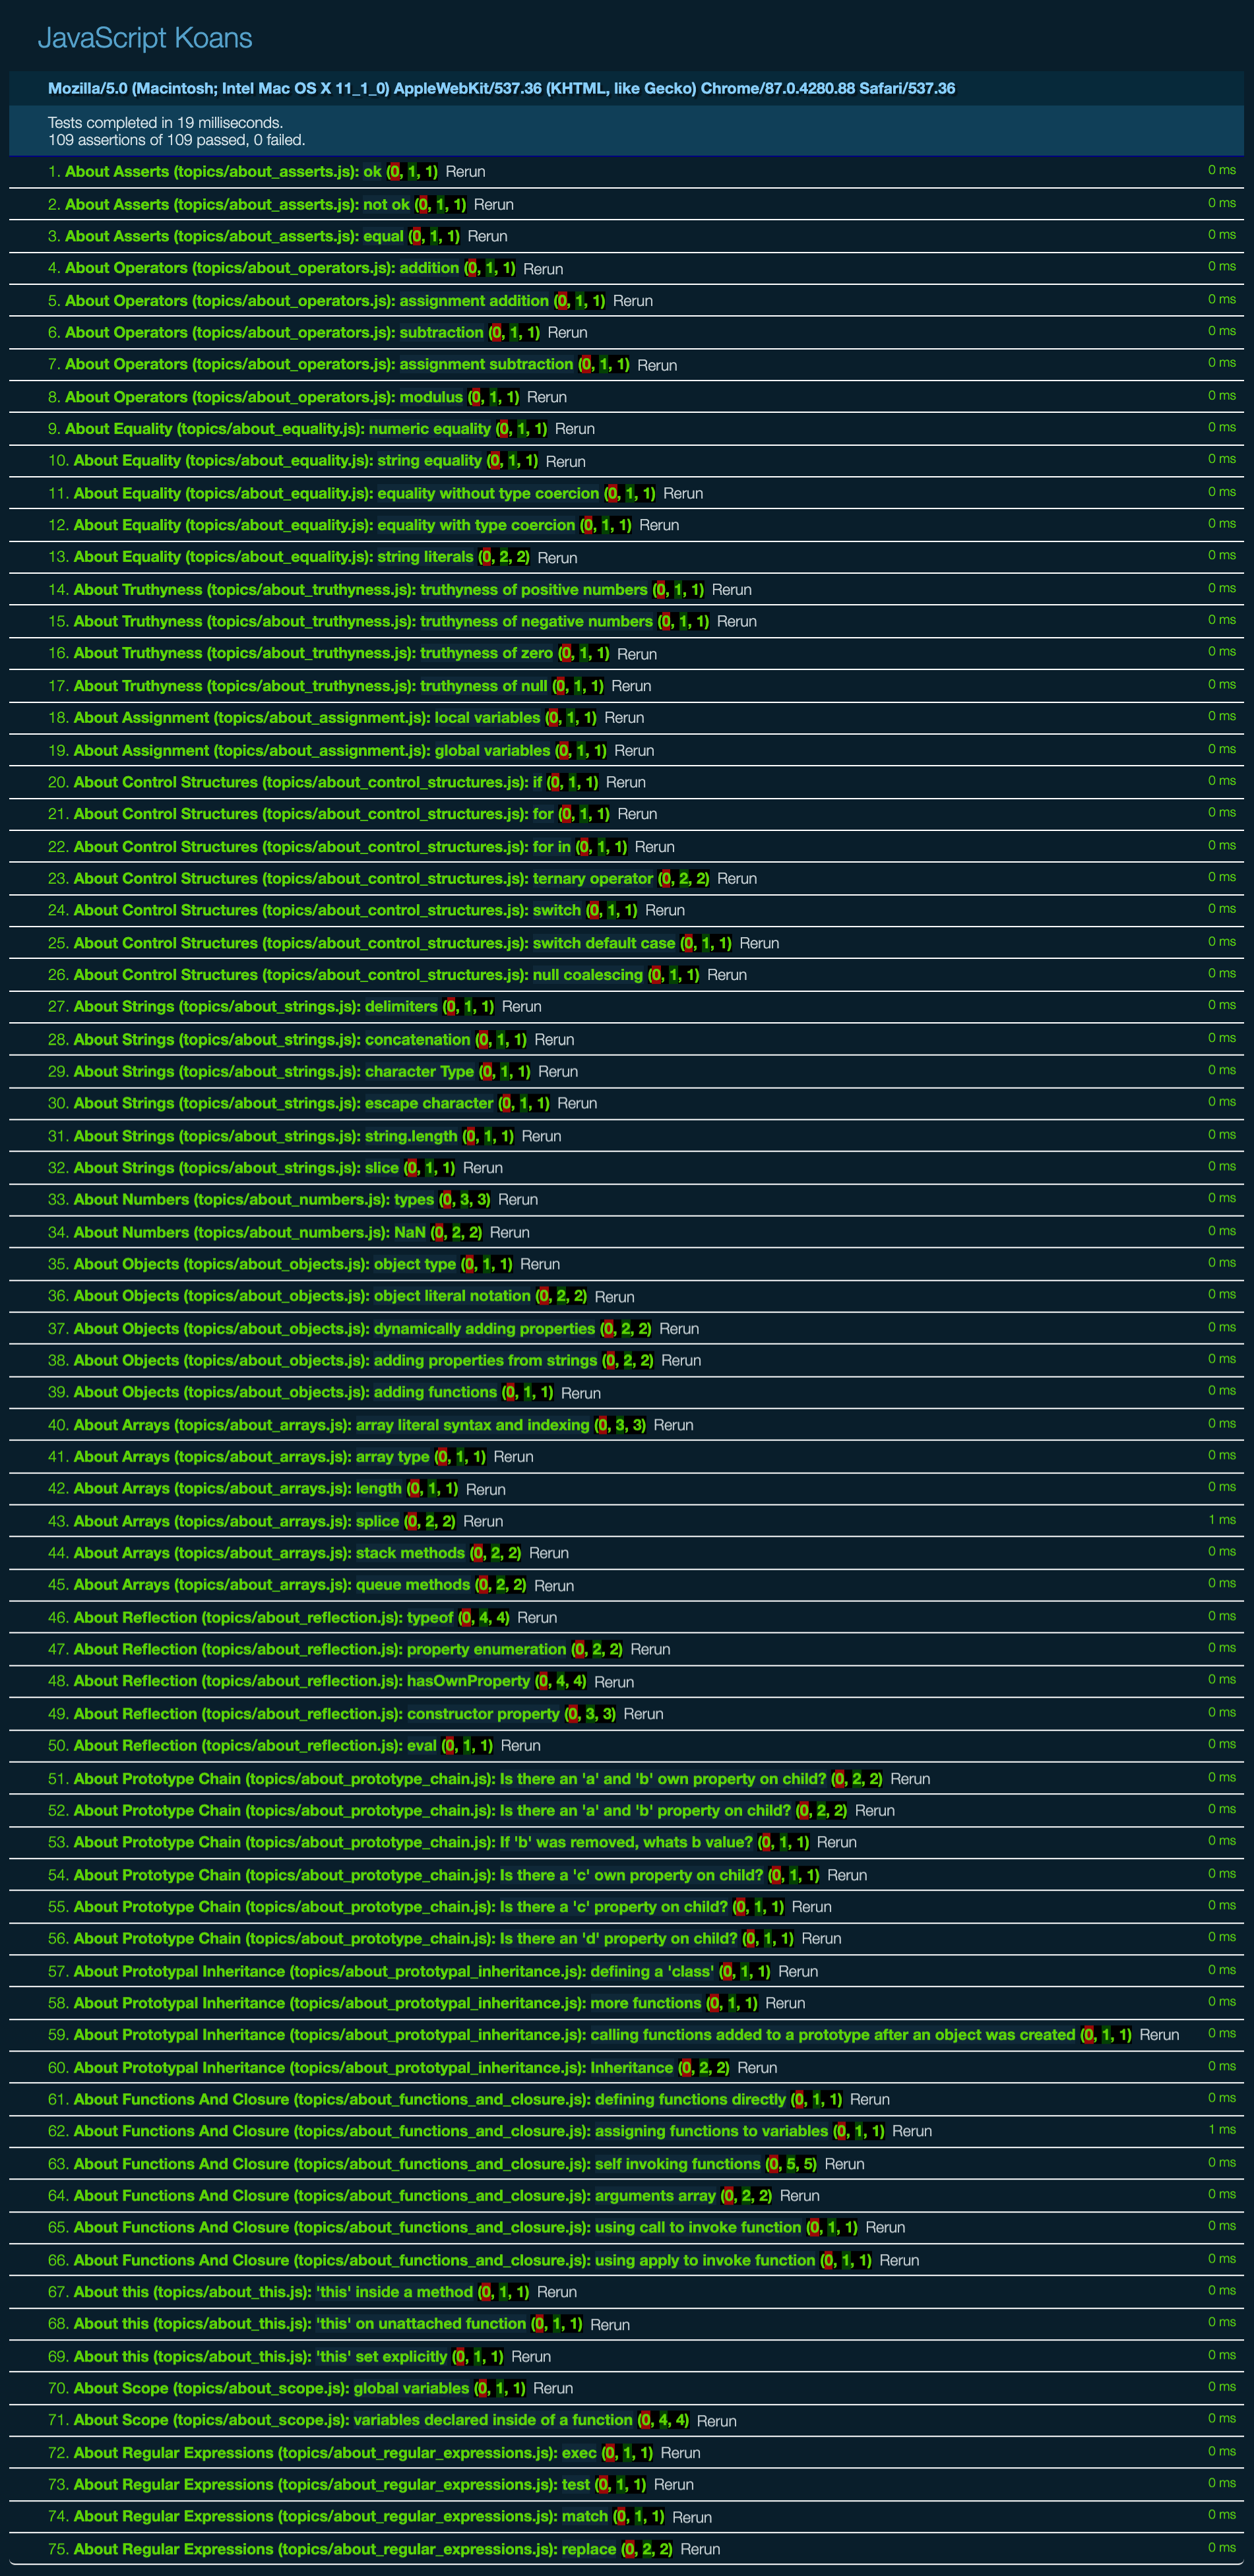 JavaScript Koans
Mozilla/5.0 (Macintosh; Intel Mac OS X 11_1_0) AppleWebKit/537.36 (KHTML, like Gecko) Chrome/87.0.4280.88 Safari/537.36
Tests completed in 19 milliseconds.
109 assertions of 109 passed, 0 failed.
1. About Asserts (topics/about_asserts.js): ok (0, 1, 1) Rerun 0 ms
2. About Asserts (topics/about_asserts.js): not ok (0, 1, 1) Rerun 0 ms
3. About Asserts (topics/about_asserts.js): equal (0, 1, 1) Rerun 0 ms
4. About Operators (topics/about_operators.js): addition (0, 1, 1) Rerun 0 ms
5. About Operators (topics/about_operators.js): assignment addition (0, 1, 1) Rerun 0 ms
6. About Operators (topics/about_operators.js): subtraction (0, 1, 1) Rerun 0 ms
7. About Operators (topics/about_operators.js): assignment subtraction (0, 1, 1) Rerun 0 ms
8. About Operators (topics/about_operators.js): modulus (0, 1, 1) Rerun 0 ms
9. About Equality (topics/about_equality.js): numeric equality (0, 1, 1) Rerun 0 ms
10. About Equality (topics/about_equality.js): string equality (0, 1, 1) Rerun 0 ms
11. About Equality (topics/about_equality.js): equality without type coercion (0, 1, 1) Rerun 0 ms
12. About Equality (topics/about_equality.js): equality with type coercion (0, 1, 1) Rerun 0 ms
13. About Equality (topics/about_equality.js): string literals (0, 2, 2) Rerun 0 ms
14. About Truthyness (topics/about_truthyness.js): truthyness of positive numbers (0, 1, 1) Rerun 0 ms
15. About Truthyness (topics/about_truthyness.js): truthyness of negative numbers (0, 1, 1) Rerun 0 ms
16. About Truthyness (topics/about_truthyness.js): truthyness of zero (0, 1, 1) Rerun 0 ms
17. About Truthyness (topics/about_truthyness.js): truthyness of null (0, 1, 1) Rerun 0 ms
18. About Assignment (topics/about_assignment.js): local variables (0, 1, 1) Rerun 0 ms
19. About Assignment (topics/about_assignment.js): global variables (0, 1, 1) Rerun 0 ms
20. About Control Structures (topics/about_control_structures.js): if (0, 1, 1) Rerun 0 ms
21. About Control Structures (topics/about_control_structures.js): for (0, 1, 1) Rerun 0 ms
22. About Control Structures (topics/about_control_structures.js): for in (0, 1, 1) Rerun 0 ms
23. About Control Structures (topics/about_control_structures.js): ternary operator (0, 2, 2) Rerun 0 ms
24. About Control Structures (topics/about_control_structures.js): switch (0, 1, 1) Rerun 0 ms
25. About Control Structures (topics/about_control_structures.js): switch default case (0, 1, 1) Rerun 0 ms
26. About Control Structures (topics/about_control_structures.js): null coalescing (0, 1, 1) Rerun 0 ms
27. About Strings (topics/about_strings.js): delimiters (0, 1, 1) Rerun 0 ms
28. About Strings (topics/about_strings.js): concatenation (0, 1, 1) Rerun 0 ms
29. About Strings (topics/about_strings.js): character Type (0, 1, 1) Rerun 0 ms
30. About Strings (topics/about_strings.js): escape character (0, 1, 1) Rerun 0 ms
31. About Strings (topics/about_strings.js): string.length (0, 1, 1) Rerun 0 ms
32. About Strings (topics/about_strings.js): slice (0, 1, 1) Rerun 0 ms
33. About Numbers (topics/about_numbers.js): types (0, 3, 3) Rerun 0 ms
34. About Numbers (topics/about_numbers.js): NaN (0, 2, 2) Rerun 0 ms
35. About Objects (topics/about_objects.js): object type (0, 1, 1) Rerun 0 ms
36. About Objects (topics/about_objects.js): object literal notation (0, 2, 2) Rerun 0 ms
37. About Objects (topics/about_objects.js): dynamically adding properties (0, 2, 2) Rerun 0 ms
38. About Objects (topics/about_objects.js): adding properties from strings (0, 2, 2) Rerun 0 ms
39. About Objects (topics/about_objects.js): adding functions (0, 1, 1) Rerun 0 ms
40. About Arrays (topics/about_arrays.js): array literal syntax and indexing (0, 3, 3) Rerun 0 ms
41. About Arrays (topics/about_arrays.js): array type (0, 1, 1) Rerun 0 ms
42. About Arrays (topics/about_arrays.js): length (0, 1, 1) Rerun 0 ms
43. About Arrays (topics/about_arrays.js): splice (0, 2, 2) Rerun 1 ms
44. About Arrays (topics/about_arrays.js): stack methods (0, 2, 2) Rerun 0 ms
45. About Arrays (topics/about_arrays.js): queue methods (0, 2, 2) Rerun 0 ms
46. About Reflection (topics/about_reflection.js): typeof (0, 4, 4) Rerun 0 ms
47. About Reflection (topics/about_reflection.js): property enumeration (0, 2, 2) Rerun 0 ms
48. About Reflection (topics/about_reflection.js): hasOwnProperty (0, 4, 4) Rerun 0 ms
49. About Reflection (topics/about_reflection.js): constructor property (0, 3, 3) Rerun 0 ms
50. About Reflection (topics/about_reflection.js): eval (0, 1, 1) Rerun 0 ms
51. About Prototype Chain (topics/about_prototype_chain.js): Is there an 'a' and 'b' own property on child? (0, 2, 2) Rerun 0 ms
52. About Prototype Chain (topics/about_prototype_chain.js): Is there an 'a' and 'b' property on child? (0, 2, 2) Rerun 0 ms
53. About Prototype Chain (topics/about_prototype_chain.js): If 'b' was removed, whats b value? (0, 1, 1) Rerun 0 ms
54. About Prototype Chain (topics/about_prototype_chain.js): Is there a 'c' own property on child? (0, 1, 1) Rerun 0 ms
55. About Prototype Chain (topics/about_prototype_chain.js): Is there a 'c' property on child? (0, 1, 1) Rerun 0 ms
56. About Prototype Chain (topics/about_prototype_chain.js): Is there an 'd' property on child? (0, 1, 1) Rerun 0 ms
57. About Prototypal Inheritance (topics/about_prototypal_inheritance.js): defining a 'class' (0, 1, 1) Rerun 0 ms
58. About Prototypal Inheritance (topics/about_prototypal_inheritance.js): more functions (0, 1, 1) Rerun 0 ms
59. About Prototypal Inheritance (topics/about_prototypal_inheritance.js): calling functions added to a prototype after an object was created (0, 1, 1) Rerun 0 ms
60. About Prototypal Inheritance (topics/about_prototypal_inheritance.js): Inheritance (0, 2, 2) Rerun 0 ms
61. About Functions And Closure (topics/about_functions_and_closure.js): defining functions directly (0, 1, 1) Rerun 0 ms
62. About Functions And Closure (topics/about_functions_and_closure.js): assigning functions to variables (0, 1, 1) Rerun 1 ms
63. About Functions And Closure (topics/about_functions_and_closure.js): self invoking functions (0, 5, 5) Rerun 0 ms
64. About Functions And Closure (topics/about_functions_and_closure.js): arguments array (0, 2, 2) Rerun 0 ms
65. About Functions And Closure (topics/about_functions_and_closure.js): using call to invoke function (0, 1, 1) Rerun 0 ms
66. About Functions And Closure (topics/about_functions_and_closure.js): using apply to invoke function (0, 1, 1) Rerun 0 ms
67. About this (topics/about_this.js): 'this' inside a method (0, 1, 1) Rerun 0 ms
68. About this (topics/about_this.js): 'this' on unattached function (0, 1, 1) Rerun 0 ms
69. About this (topics/about_this.js): 'this' set explicitly (0, 1, 1) Rerun 0 ms
70. About Scope (topics/about_scope.js): global variables (0, 1, 1) Rerun 0 ms
71. About Scope (topics/about_scope.js): variables declared inside of a function (0, 4, 4) Rerun 0 ms
72. About Regular Expressions (topics/about_regular_expressions.js): exec (0, 1, 1) Rerun 0 ms
73. About Regular Expressions (topics/about_regular_expressions.js): test (0, 1, 1) Rerun 0 ms
74. About Regular Expressions (topics/about_regular_expressions.js): match (0, 1, 1) Rerun 0 ms
75. About Regular Expressions (topics/about_regular_expressions.js): replace (0, 2, 2) Rerun 0 ms